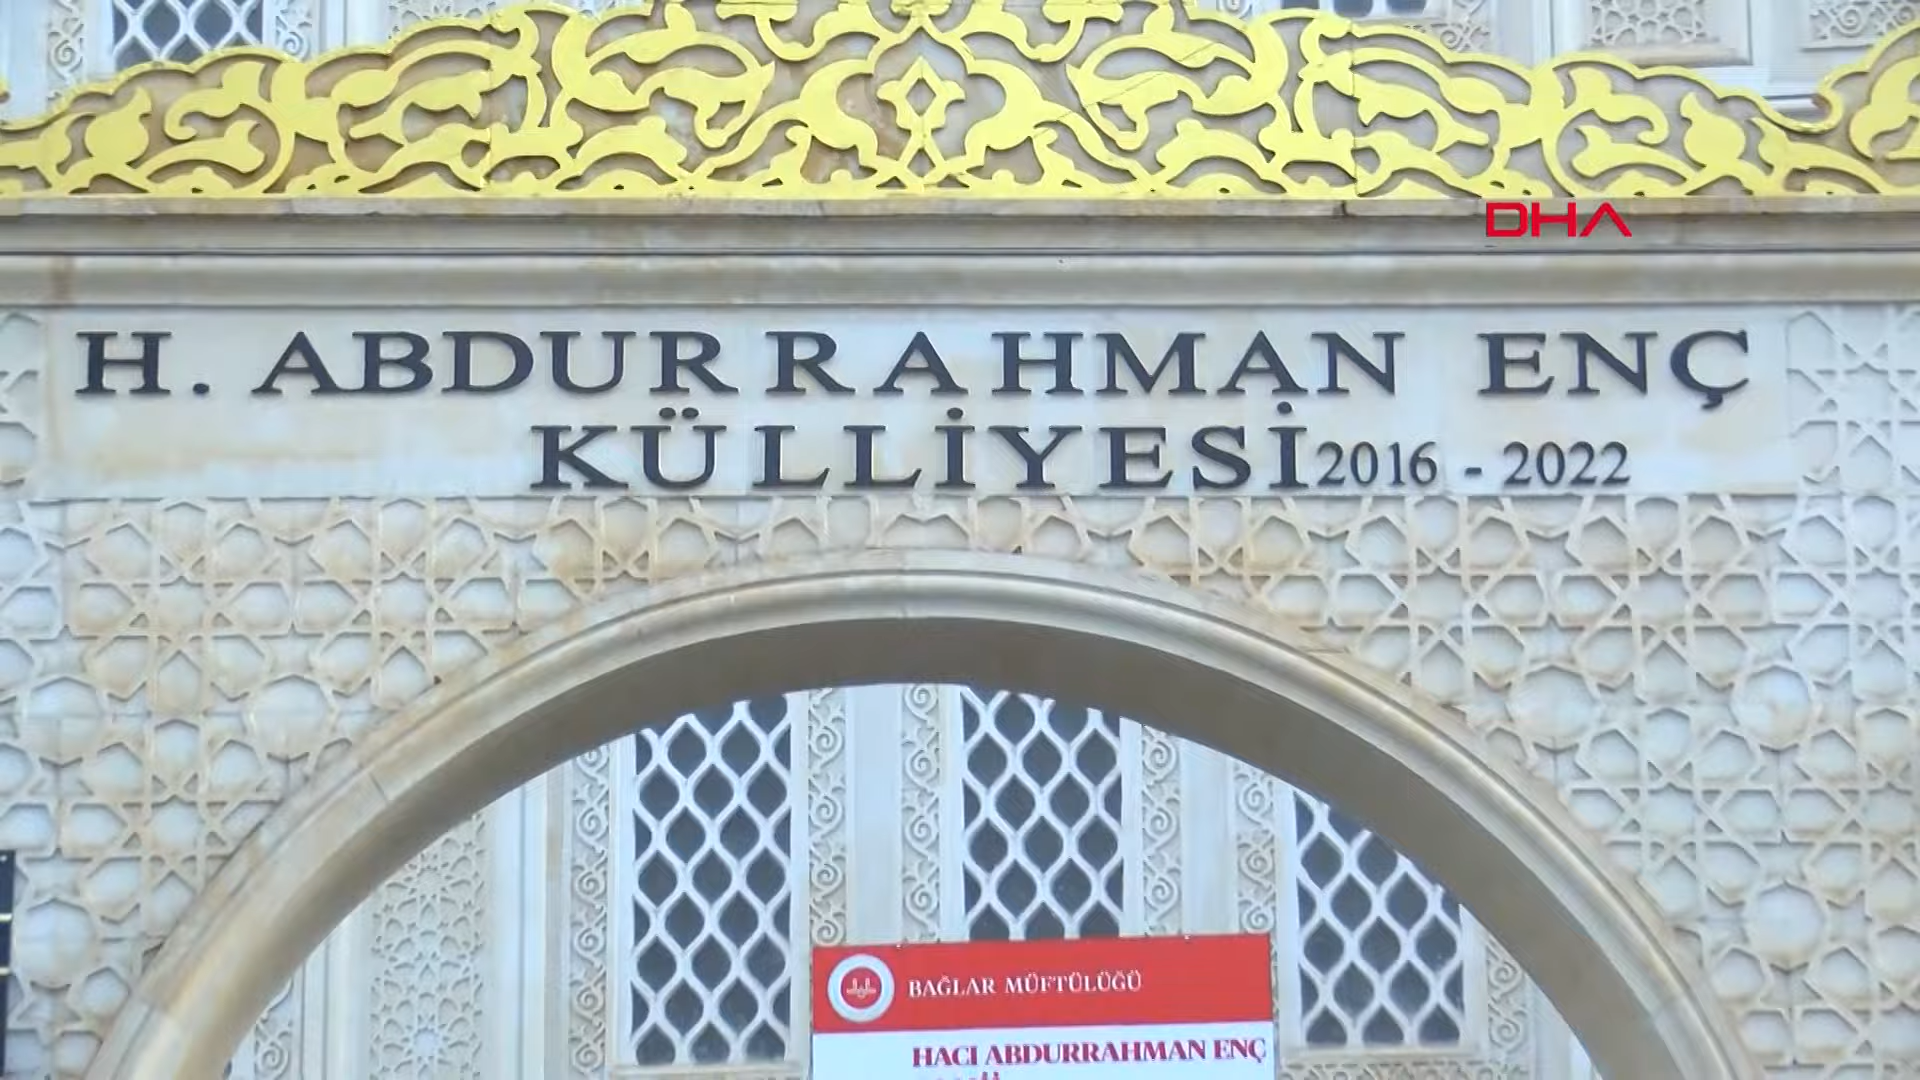 DHA
H. ABDURRAHMAN ENÇ
KÜLLİYESİ 2016 - 2022
BAĞLAR MÜFTÜLÜĞÜ
HACI ABDURRAHMAN ENÇ